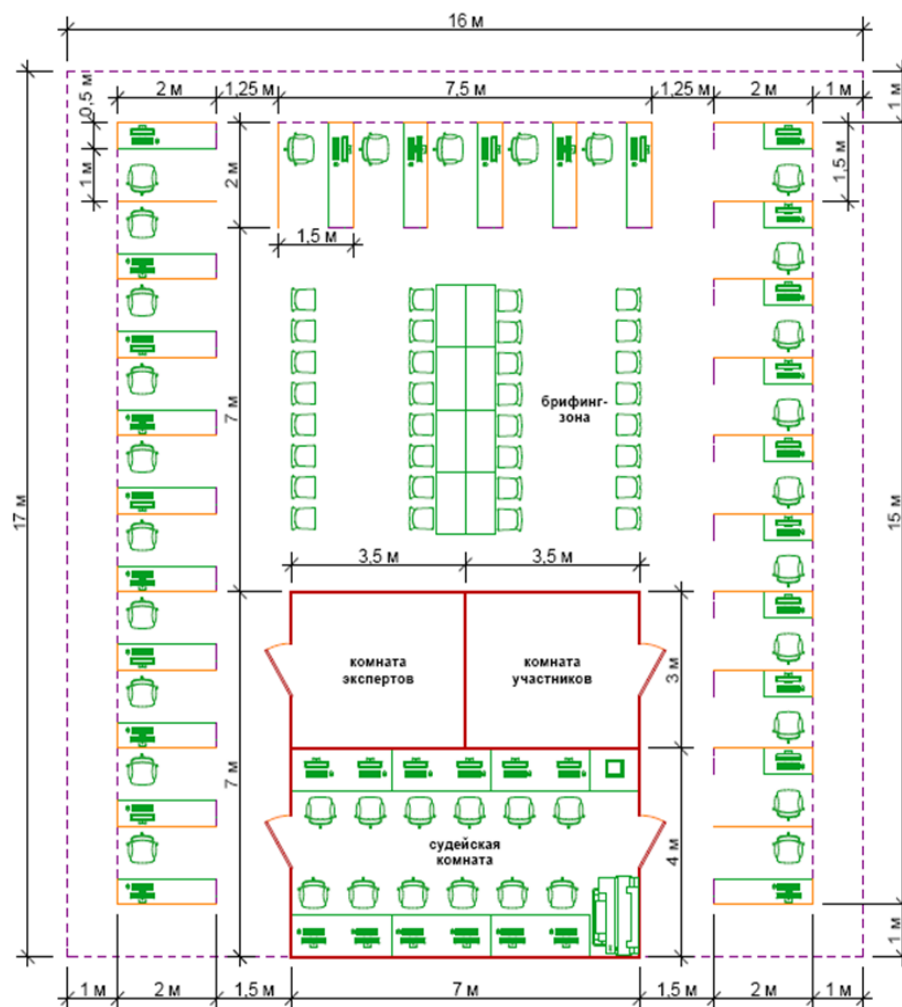 16 м
2 м
1,25 м
7,5 м
1,25 м
2 м
1 м
0,5 м
1 м
1 м
2 м
1,5 м
1,5 м
17 м
7 м
15 м
брифинг-
зона
3,5 м
3,5 м
комната
экспертов
комната
участников
3 м
7 м
судейская
комната
4 м
1 м
1 м
2 м
1,5 м
7 м
1,5 м
2 м
1 м